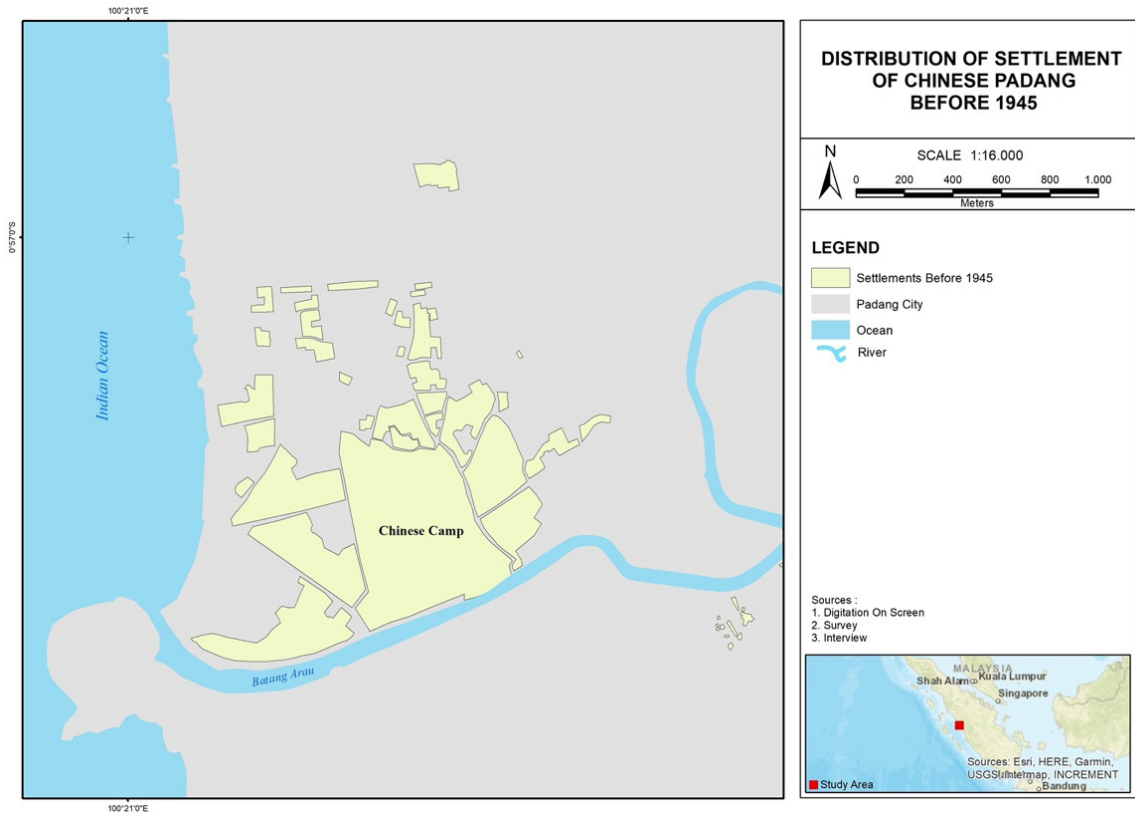 100°21'0"E
0°57'0"S
Indian Ocean
Chinese Camp
Batang Arau
100°21'0"E
DISTRIBUTION OF SETTLEMENT
OF CHINESE PADANG
BEFORE 1945
N
SCALE 1:16.000
0 200 400 600 800 1.000
Meters
LEGEND
Settlements Before 1945
Padang City
Ocean
River
Sources :
1. Digitation On Screen
2. Survey
3. Interview
MALAYSIA
Shah Alam Kuala Lumpur
Singapore
Sources: Esri, HERE, Garmin,
USGS, Intermap, INCREMENT
Study Area
Bandung